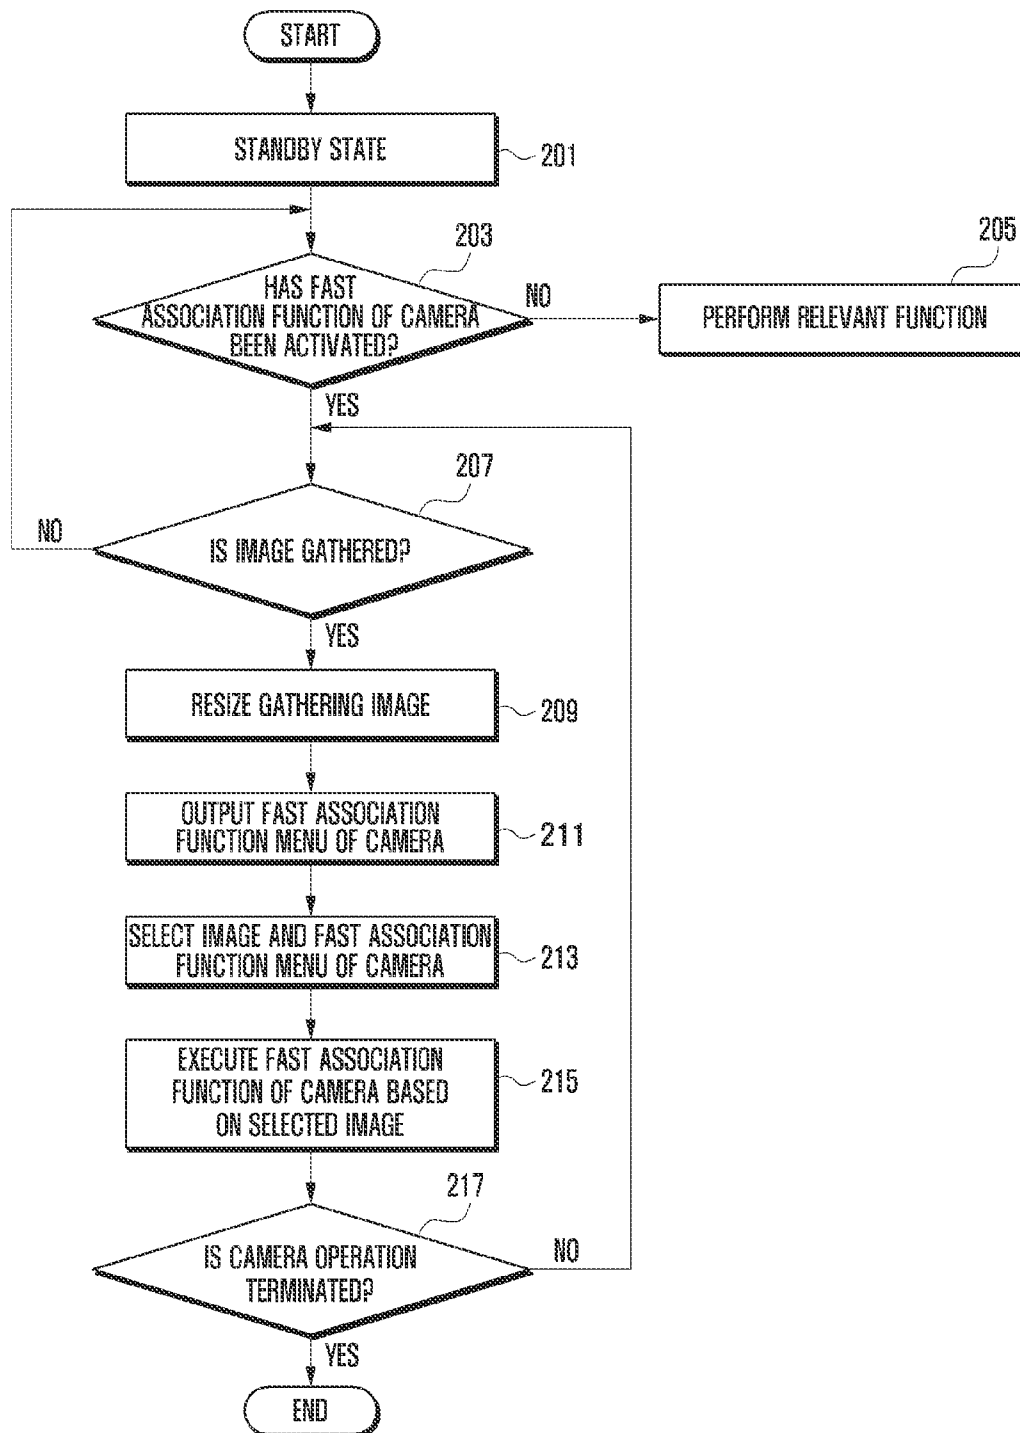 START
STANDBY STATE
201
203
HAS FAST
ASSOCIATION FUNCTION OF CAMERA
BEEN ACTIVATED?
NO
205
PERFORM RELEVANT FUNCTION
YES
207
NO
IS IMAGE GATHERED?
YES
RESIZE GATHERING IMAGE
209
OUTPUT FAST ASSOCIATION
FUNCTION MENU OF CAMERA
211
SELECT IMAGE AND FAST ASSOCIATION
FUNCTION MENU OF CAMERA
213
EXECUTE FAST ASSOCIATION
FUNCTION OF CAMERA BASED
ON SELECTED IMAGE
215
217
IS CAMERA OPERATION
TERMINATED?
NO
YES
END